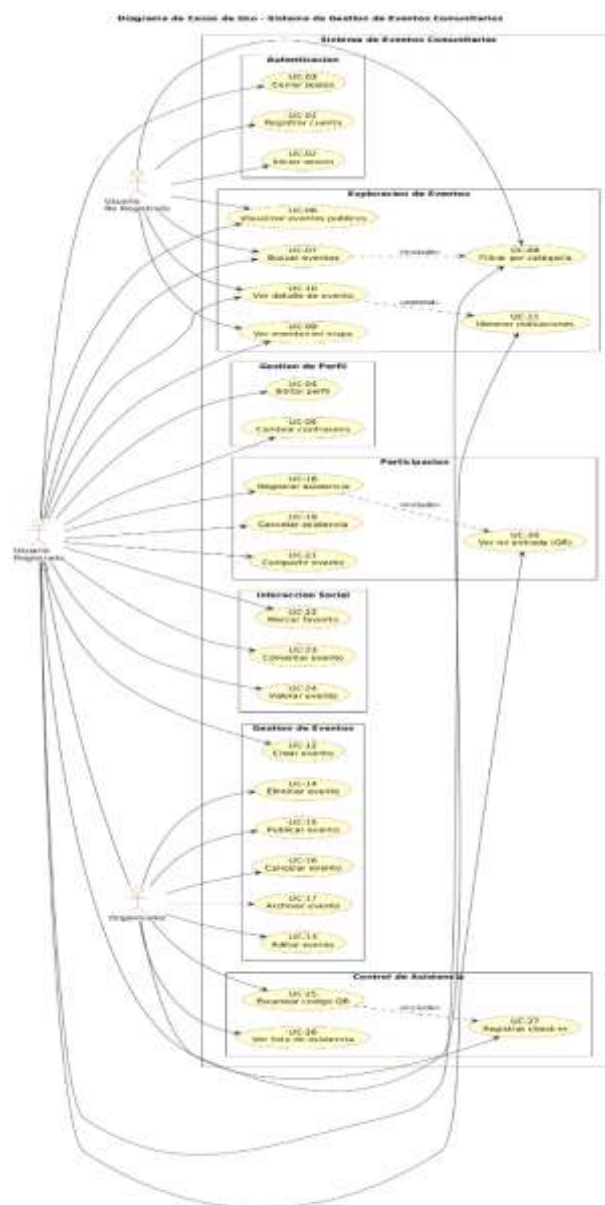 Diagrama de Casos de Uso - Sistema de Gestion de Eventos Comunitarios
Sistema de Eventos Comunitarios
Autenticacion
UC-03
Cerrar sesion
UC-01
Registrar cuenta
UC-02
Iniciar sesion
Usuario
No Registrado
Exploracion de Eventos
UC-06
Visualizar eventos publicos
UC-07
Buscar eventos
«include»
UC-08
Filtrar por categoria
UC-10
Ver detalle de evento
«extend»
UC-11
Obtener indicaciones
UC-09
Ver eventos en mapa
Gestion de Perfil
UC-04
Editar perfil
UC-05
Cambiar contraseña
Participacion
UC-18
Registrar asistencia
«include»
UC-19
Cancelar asistencia
UC-20
Ver mi entrada (QR)
UC-21
Compartir evento
Usuario
Registrado
Interaccion Social
UC-22
Marcar favorito
UC-23
Comentar evento
UC-24
Valorar evento
Gestion de Eventos
UC-12
Crear evento
UC-14
Eliminar evento
UC-15
Publicar evento
UC-16
Cancelar evento
UC-17
Archivar evento
UC-13
Editar evento
Organizador
Control de Asistencia
UC-25
Escanear codigo QR
«include»
UC-27
Registrar check-in
UC-26
Ver lista de asistencia